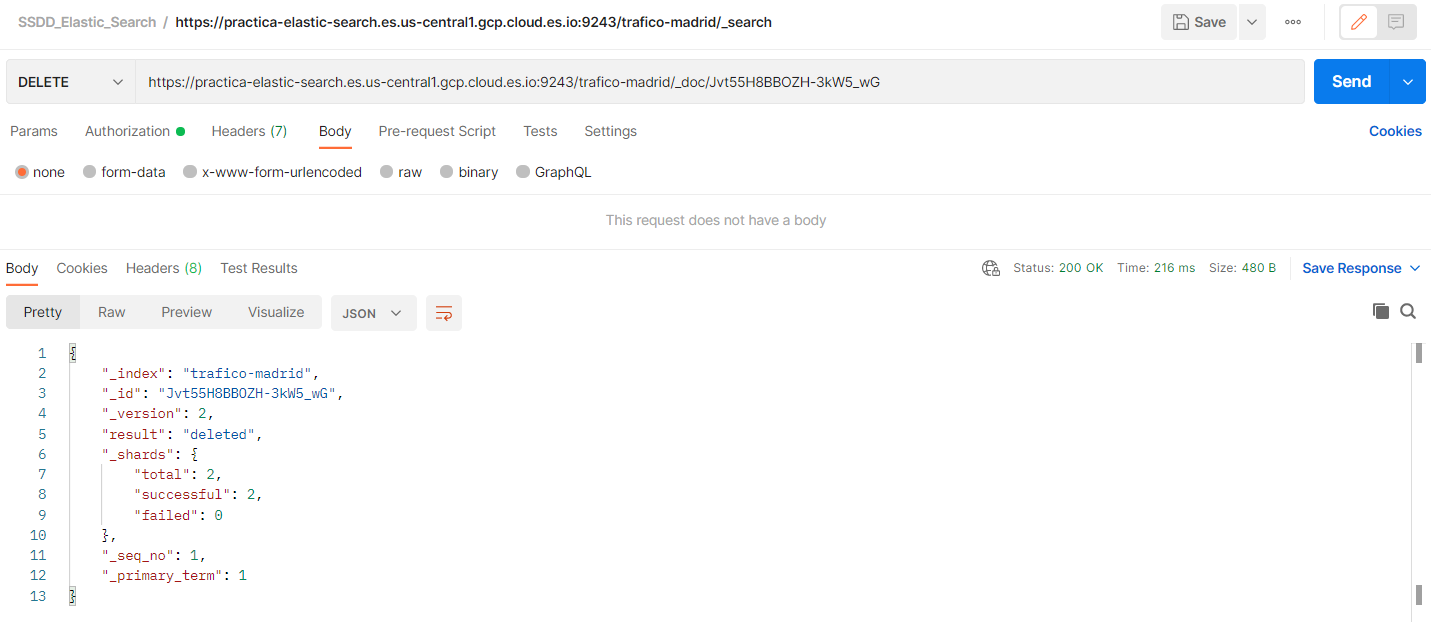 SSDD_Elastic_Search / https://practica-elastic-search.es.us-central1.gcp.cloud.es.io:9243/trafico-madrid/_search Save ooo
DELETE https://practica-elastic-search.es.us-central1.gcp.cloud.es.io:9243/trafico-madrid/_doc/Jvt55H8BBOZH-3kW5_wG Send
Params Authorization Headers (7) Body Pre-request Script Tests Settings Cookies
none form-data x-www-form-urlencoded raw binary GraphQL
This request does not have a body
Body Cookies Headers (8) Test Results Status: 200 OK Time: 216 ms Size: 480 B Save Response
Pretty Raw Preview Visualize JSON
1 {
2 "_index": "trafico-madrid",
3 "_id": "Jvt55H8BBOZH-3kW5_wG",
4 "_version": 2,
5 "result": "deleted",
6 "_shards": {
7 "total": 2,
8 "successful": 2,
9 "failed": 0
10 },
11 "_seq_no": 1,
12 "_primary_term": 1
13 }